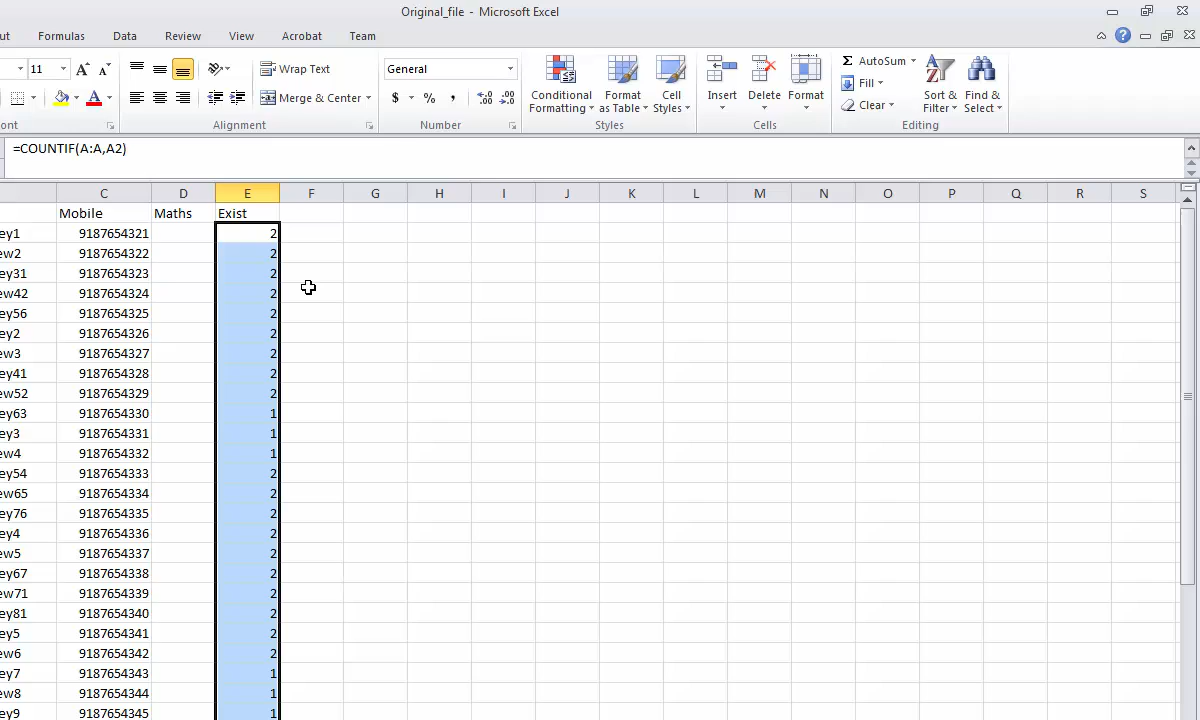 Original_file - Microsoft Excel
ut Formulas Data Review View Acrobat Team
11 A A Wrap Text General Conditional Formatting Format as Table Cell Styles Insert Delete Format AutoSum Fill Clear Sort & Filter Find & Select
Merge & Center $ % , .00 .00
ont Alignment Number Styles Cells Editing
=COUNTIF(A:A,A2)
C D E F G H I J K L M N O P Q R S
Mobile Maths Exist
ey1 9187654321 2
ew2 9187654322 2
ey31 9187654323 2
ew42 9187654324 2
ey56 9187654325 2
ey2 9187654326 2
ew3 9187654327 2
ey41 9187654328 2
ew52 9187654329 2
ey63 9187654330 1
ey3 9187654331 1
ew4 9187654332 1
ey54 9187654333 2
ew65 9187654334 2
ey76 9187654335 2
ey4 9187654336 2
ew5 9187654337 2
ey67 9187654338 2
ew71 9187654339 2
ey81 9187654340 2
ey5 9187654341 2
ew6 9187654342 2
ey7 9187654343 1
ew8 9187654344 1
ey9 9187654345 1